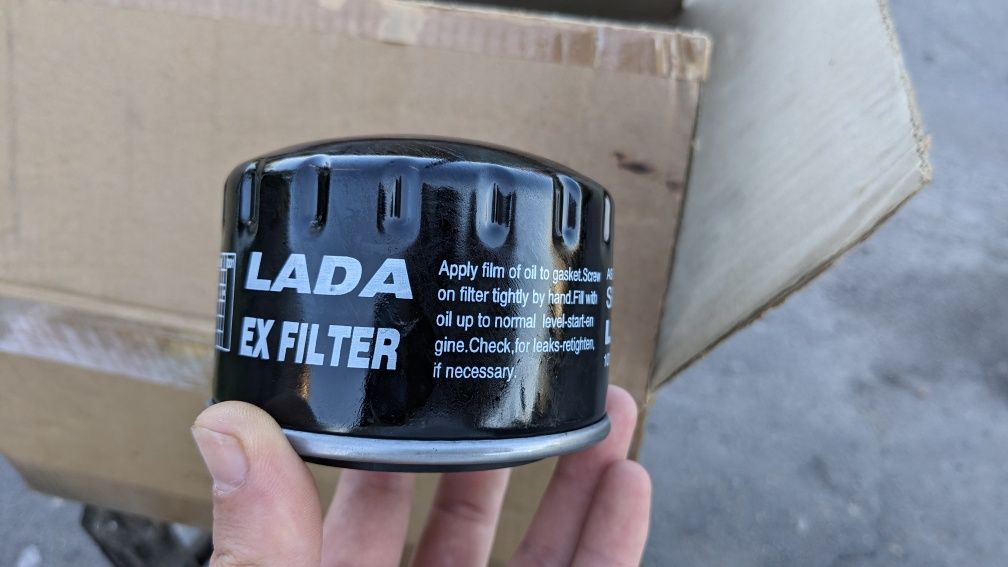 LADA
EX FILTER
Apply film of oil to gasket.Screw
on filter tightly by hand.Fill with
oil up to normal level-start-en
gine.Check,for leaks-retighten,
if necessary.